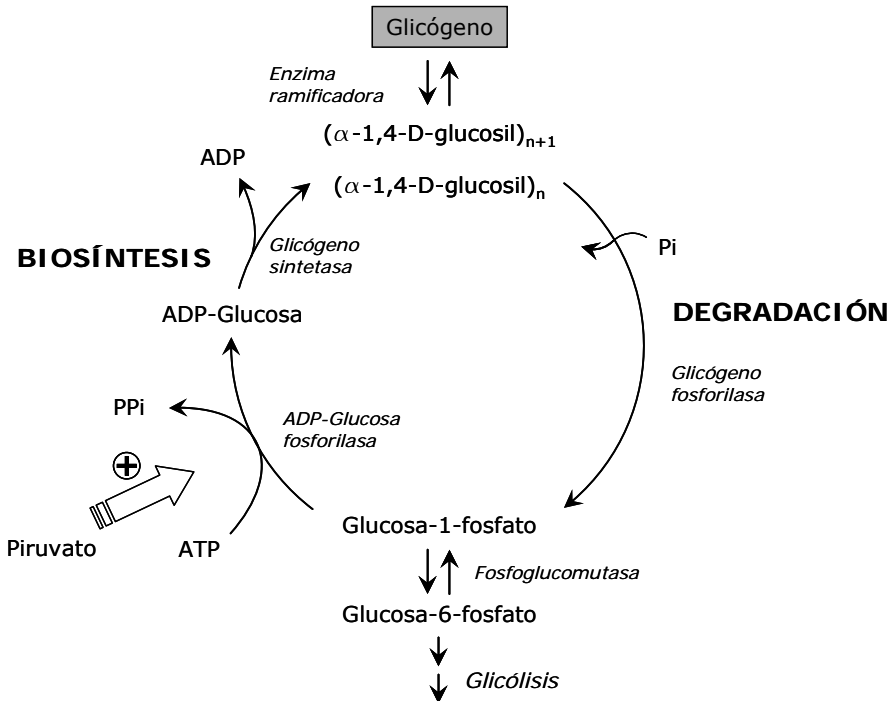 Glicógeno
Enzima
ramificadora
(α-1,4-D-glucosil)n+1
ADP
(α-1,4-D-glucosil)n
BIOSÍNTESIS
Glicógeno
sintetasa
Pi
ADP-Glucosa
DEGRADACIÓN
Glicógeno
fosforilasa
PPi
ADP-Glucosa
fosforilasa
+
Piruvato
ATP
Glucosa-1-fosfato
Fosfoglucomutasa
Glucosa-6-fosfato
Glicólisis